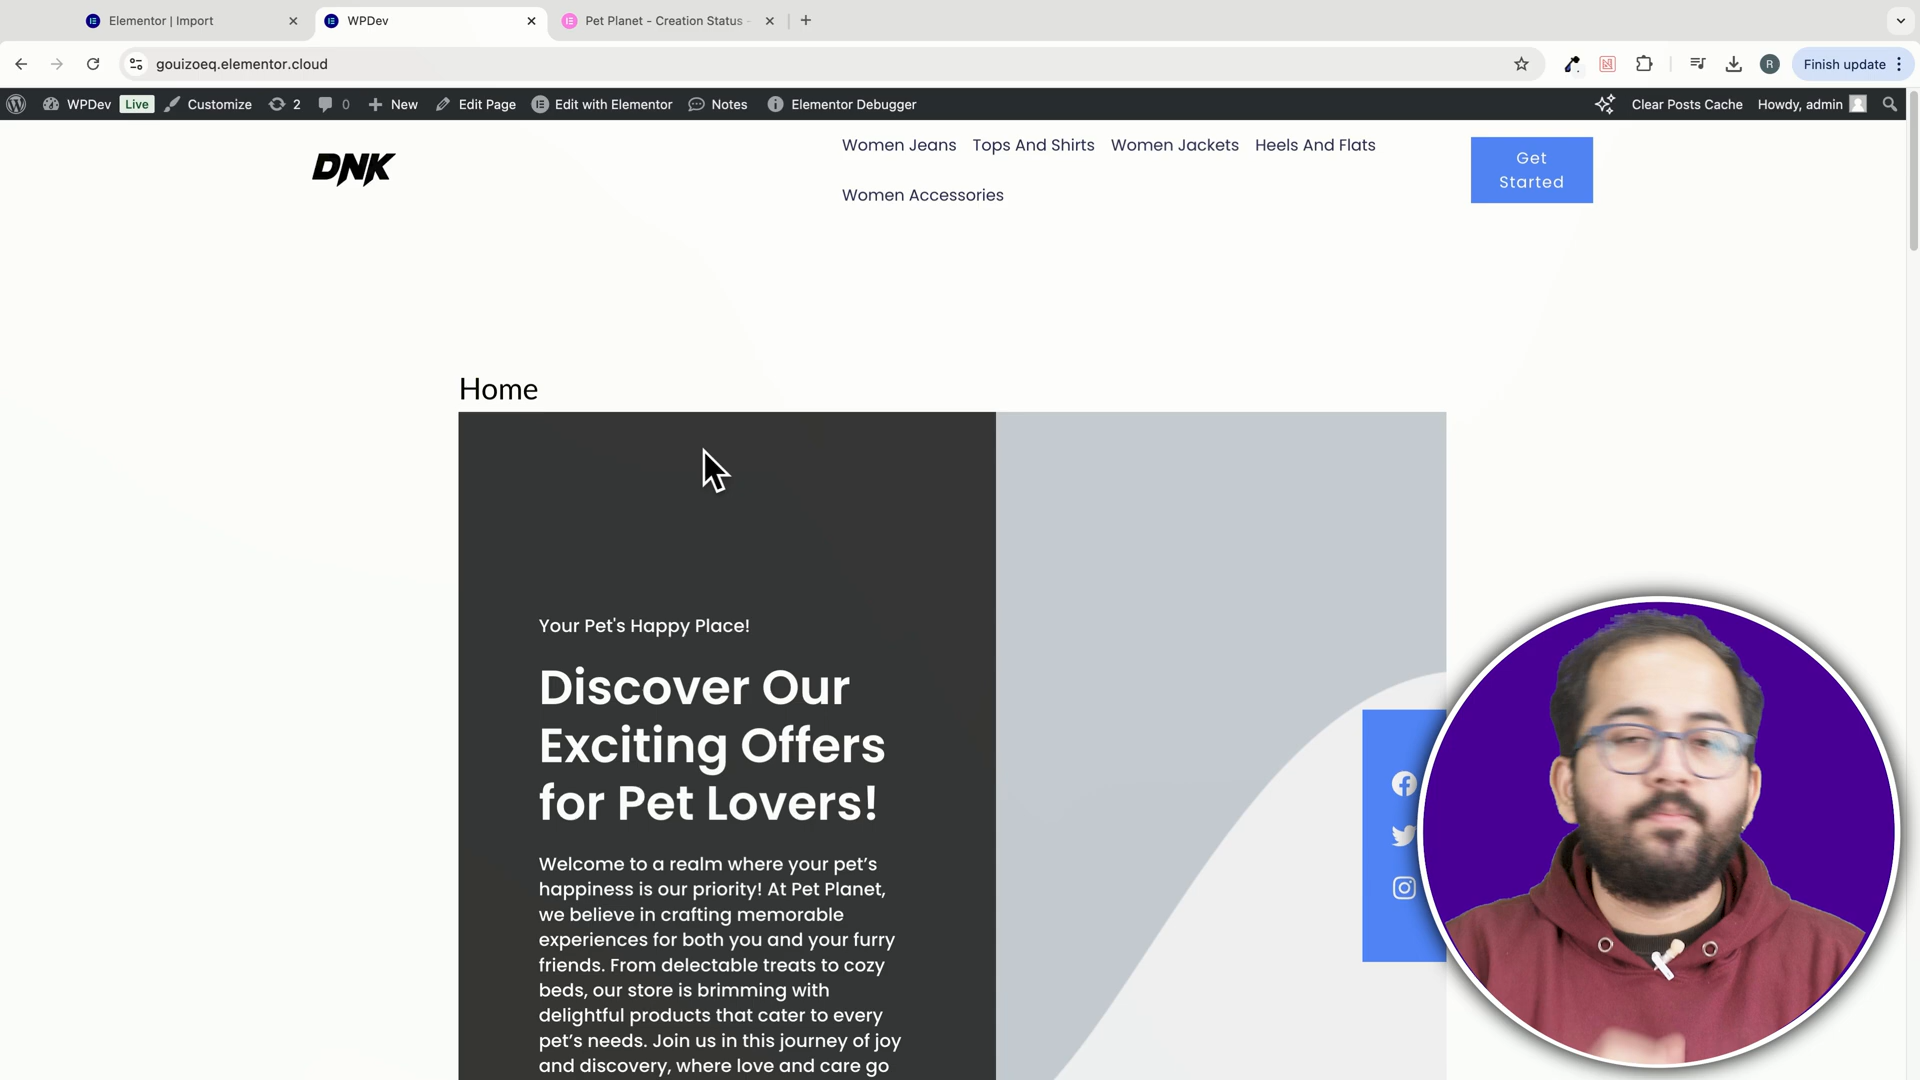 Elementor | Import
WPDev
Pet Planet - Creation Status -
gouizoeq.elementor.cloud
R
Finish update
WPDev
Live
Customize
2
0
New
Edit Page
Edit with Elementor
Notes
Elementor Debugger
Clear Posts Cache
Howdy, admin
DNK
Women Jeans
Tops And Shirts
Women Jackets
Heels And Flats
Women Accessories
Get
Started
Home
Your Pet's Happy Place!
Discover Our
Exciting Offers
for Pet Lovers!
Welcome to a realm where your pet’s
happiness is our priority! At Pet Planet,
we believe in crafting memorable
experiences for both you and your furry
friends. From delectable treats to cozy
beds, our store is brimming with
delightful products that cater to every
pet’s needs. Join us in this journey of joy
and discovery, where love and care go